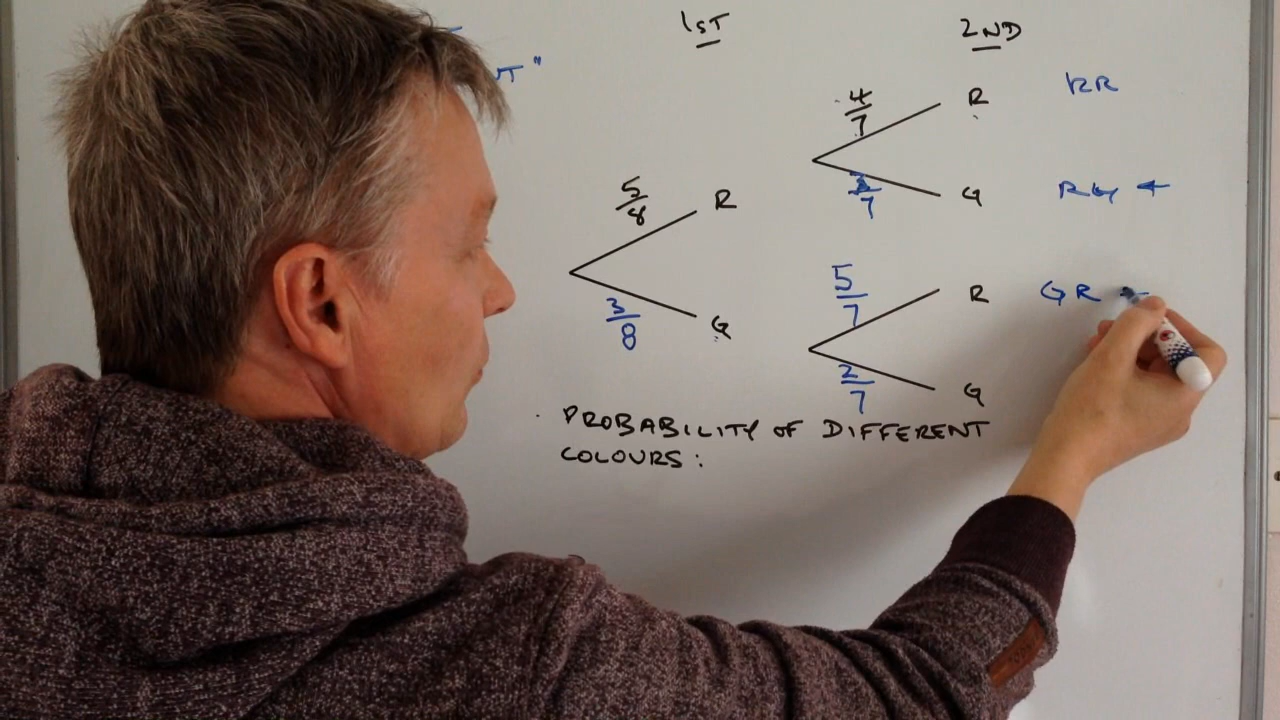 1ST 2ND
NT"
4/7 R RR
5/8 R 3/7 G RG ←
3/8 G 5/7 R GR
2/7 G
PROBABILITY OF DIFFERENT
COLOURS: